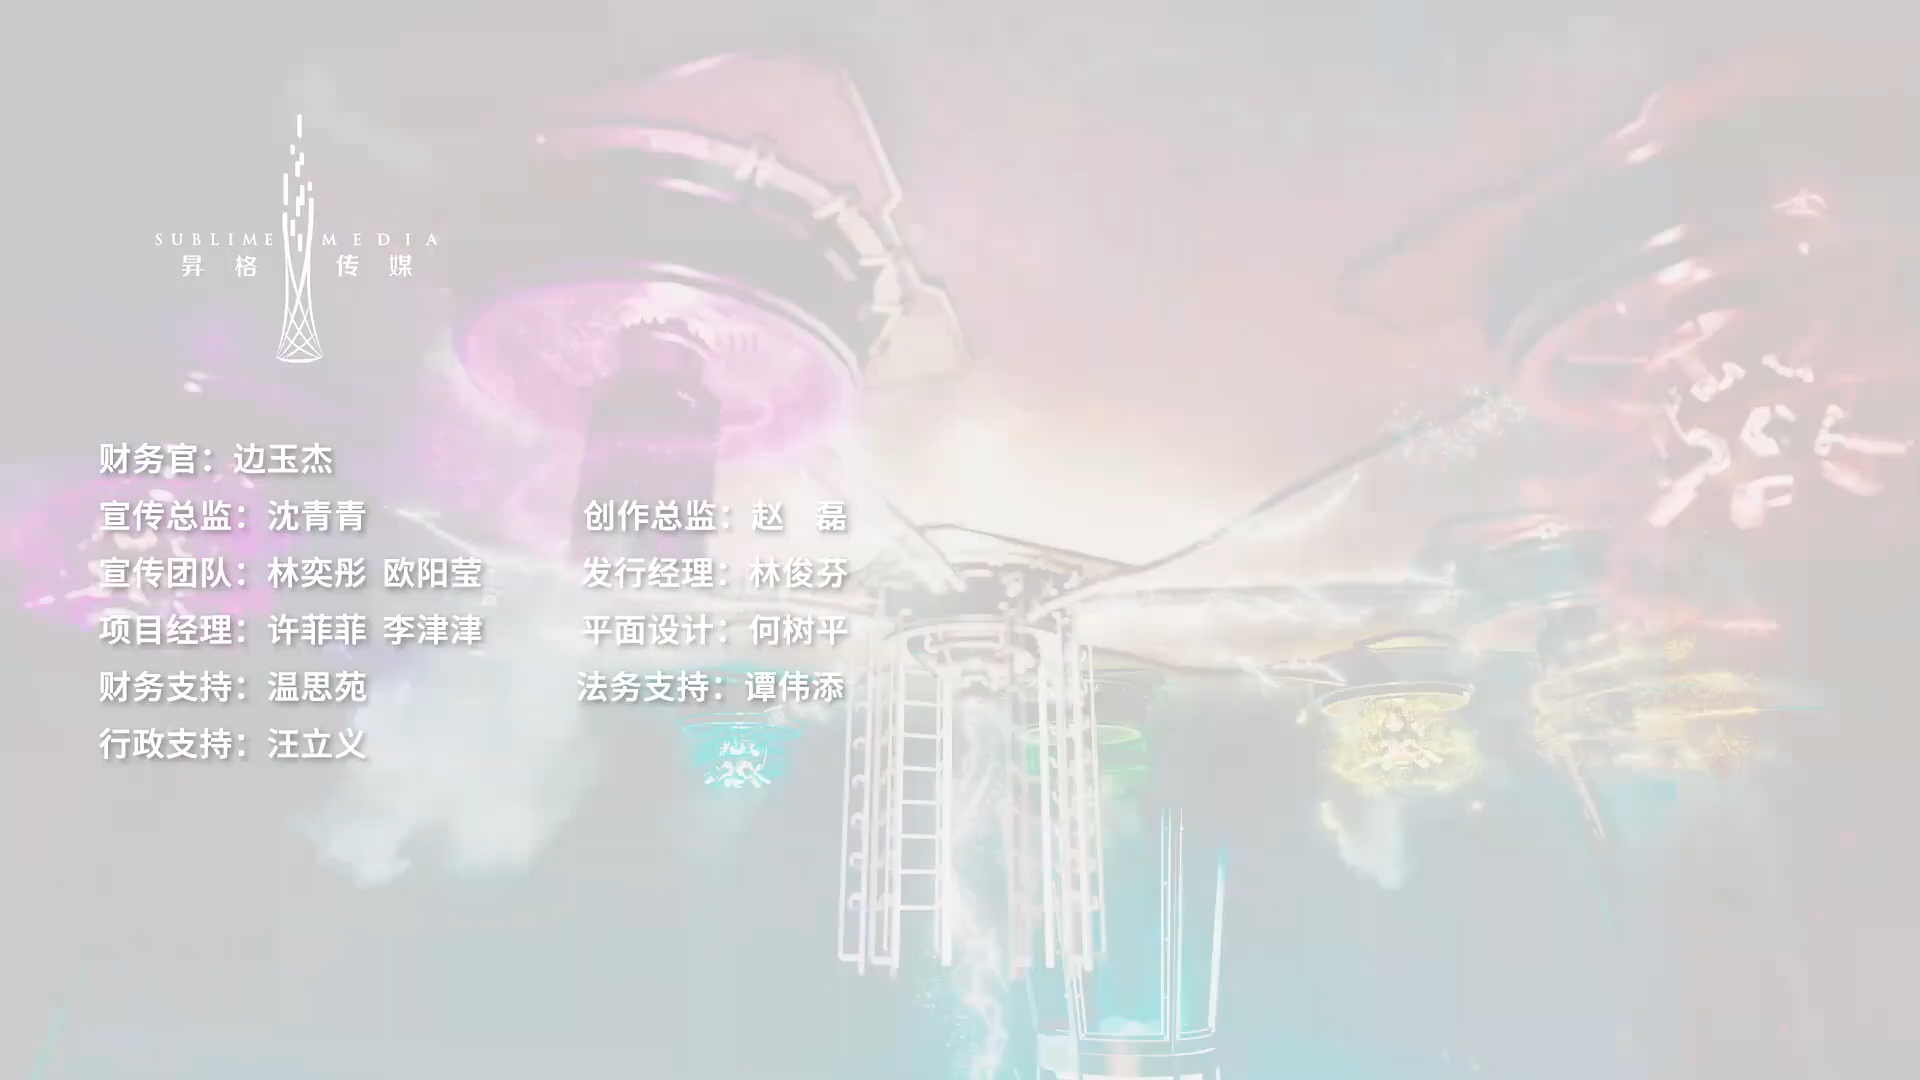 SUBLIME MEDIA
昇格传媒
财务官：边玉杰
宣传总监：沈青青 创作总监：赵 磊
宣传团队：林奕彤 欧阳莹 发行经理：林俊芬
项目经理：许菲菲 李津津 平面设计：何树平
财务支持：温思苑 法务支持：谭伟添
行政支持：汪立义